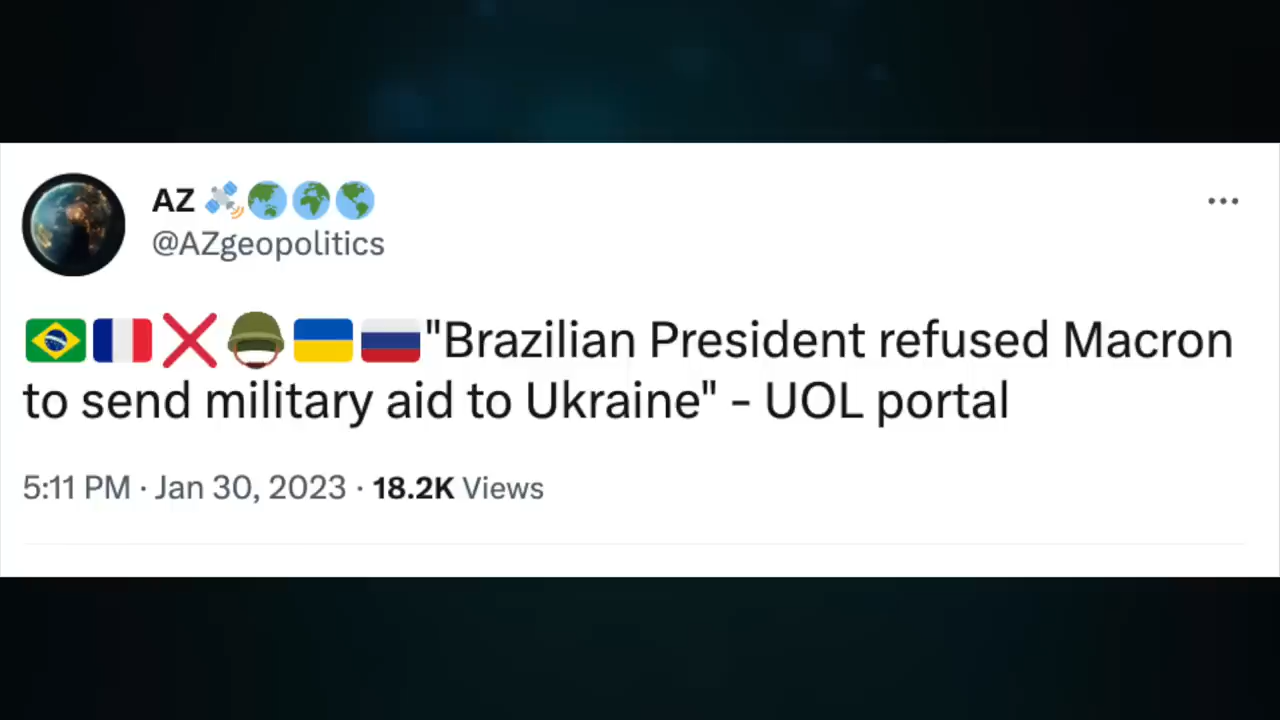 AZ 🛰️🌏🌍🌎
@AZgeopolitics
🇧🇷🇫🇷❌🪖🇺🇦🇷🇺"Brazilian President refused Macron
to send military aid to Ukraine" - UOL portal
5:11 PM · Jan 30, 2023 · 18.2K Views